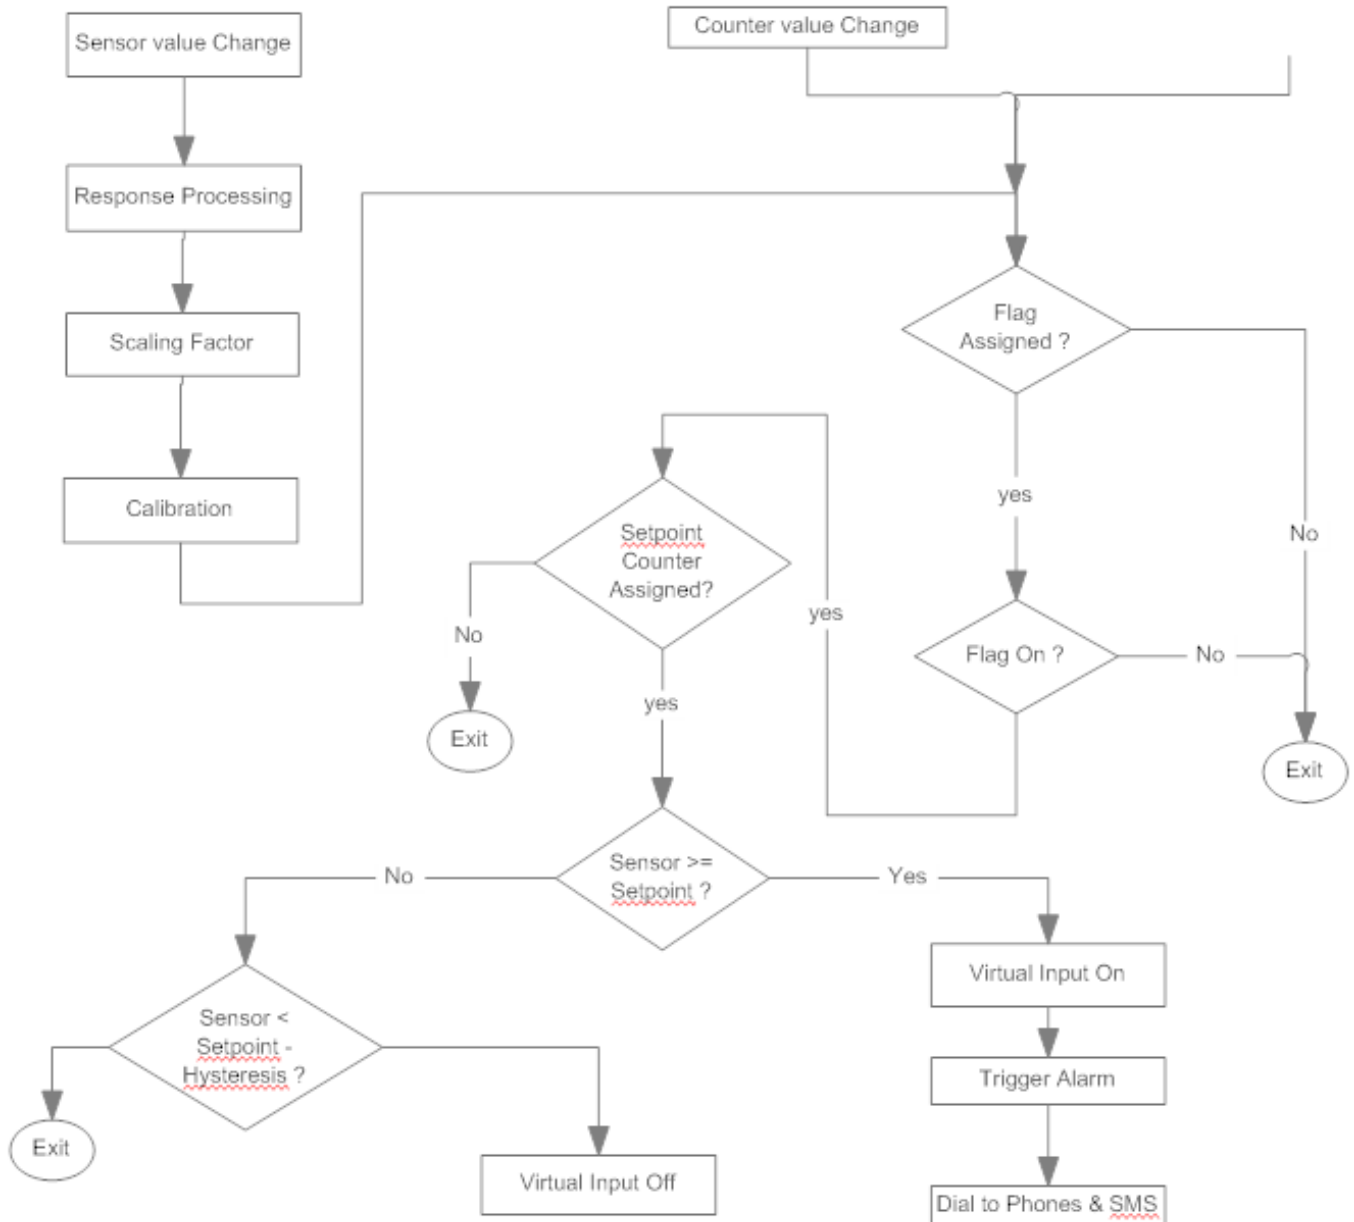 Sensor value Change
Counter value Change
Response Processing
Scaling Factor
Calibration
Flag
Assigned ?
yes
No
Setpoint
Counter
Assigned?
yes
No
Flag On ?
No
yes
Exit
Exit
Sensor >=
Setpoint ?
No
Yes
Virtual Input On
Sensor <
Setpoint -
Hysteresis ?
Trigger Alarm
Exit
Virtual Input Off
Dial to Phones & SMS